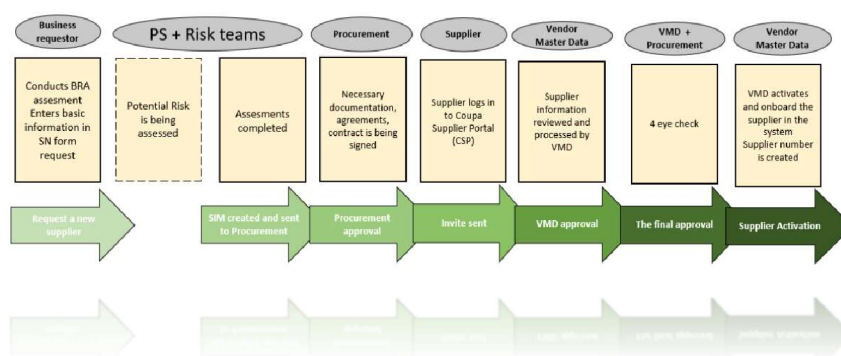 Business
requestor
PS + Risk teams
Procurement
Supplier
Vendor
Master Data
VMD +
Procurement
Vendor
Master Data
Conducts BRA
assesment
Enters basic
information in
SN form
request
Potential Risk
is being
assessed
Assesments
completed
Necessary
documentation,
agreements,
contract is being
signed
Supplier logs in
to Coupa
Supplier Portal
(CSP)
Supplier
information
reviewed and
processed by
VMD
4 eye check
VMD activates
and onboard the
supplier in the
system
Supplier number
is created
Request a new
supplier
SIM created and sent
to Procurement
Procurement
approval
Invite sent
VMD approval
The final approval
Supplier Activation